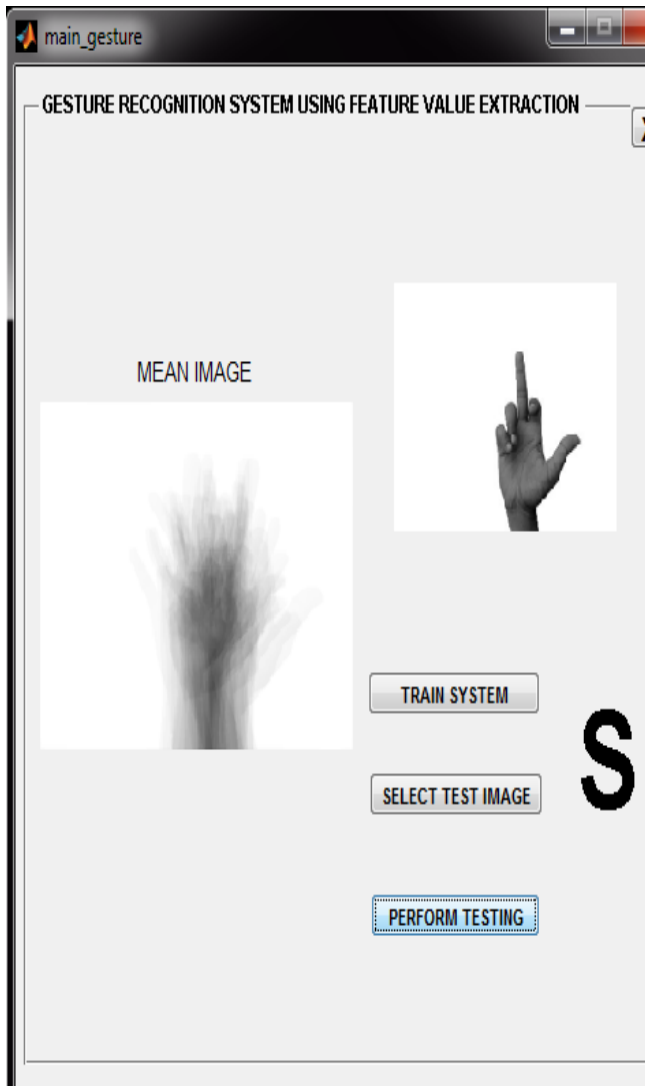 main_gesture
GESTURE RECOGNITION SYSTEM USING FEATURE VALUE EXTRACTION
MEAN IMAGE
TRAIN SYSTEM
S
SELECT TEST IMAGE
PERFORM TESTING